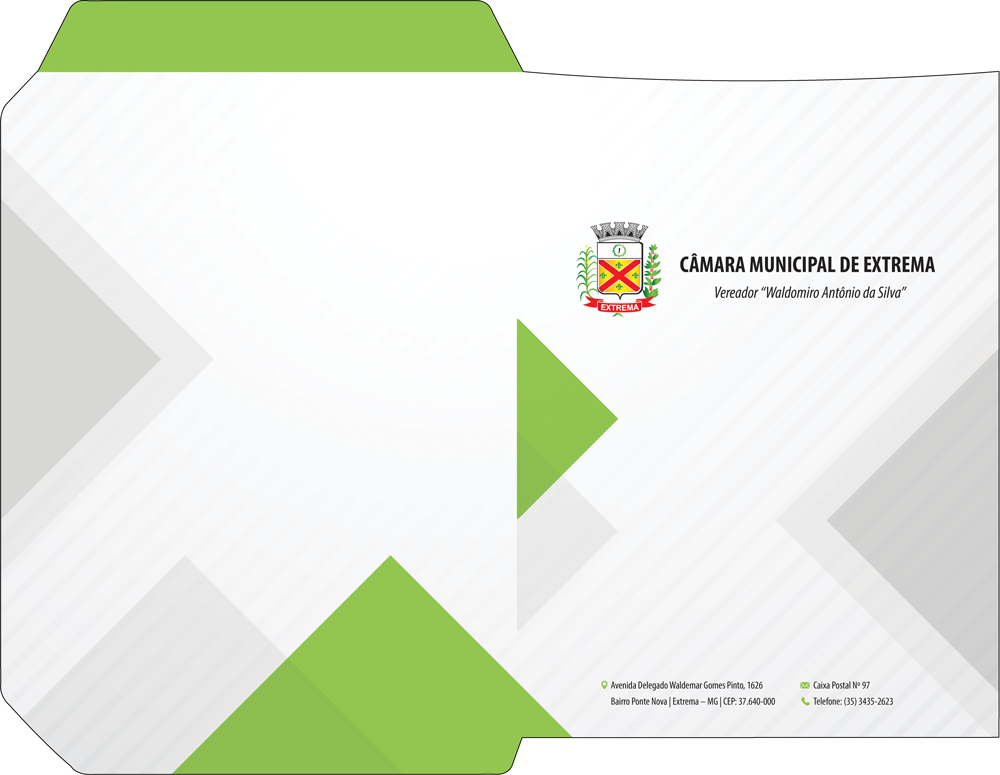 CÂMARA MUNICIPAL DE EXTREMA
Vereador “Waldomiro Antônio da Silva”
EXTREMA
Avenida Delegado Waldemar Gomes Pinto, 1626
Bairro Ponte Nova | Extrema – MG | CEP: 37.640-000
Caixa Postal Nº 97
Telefone: (35) 3435-2623